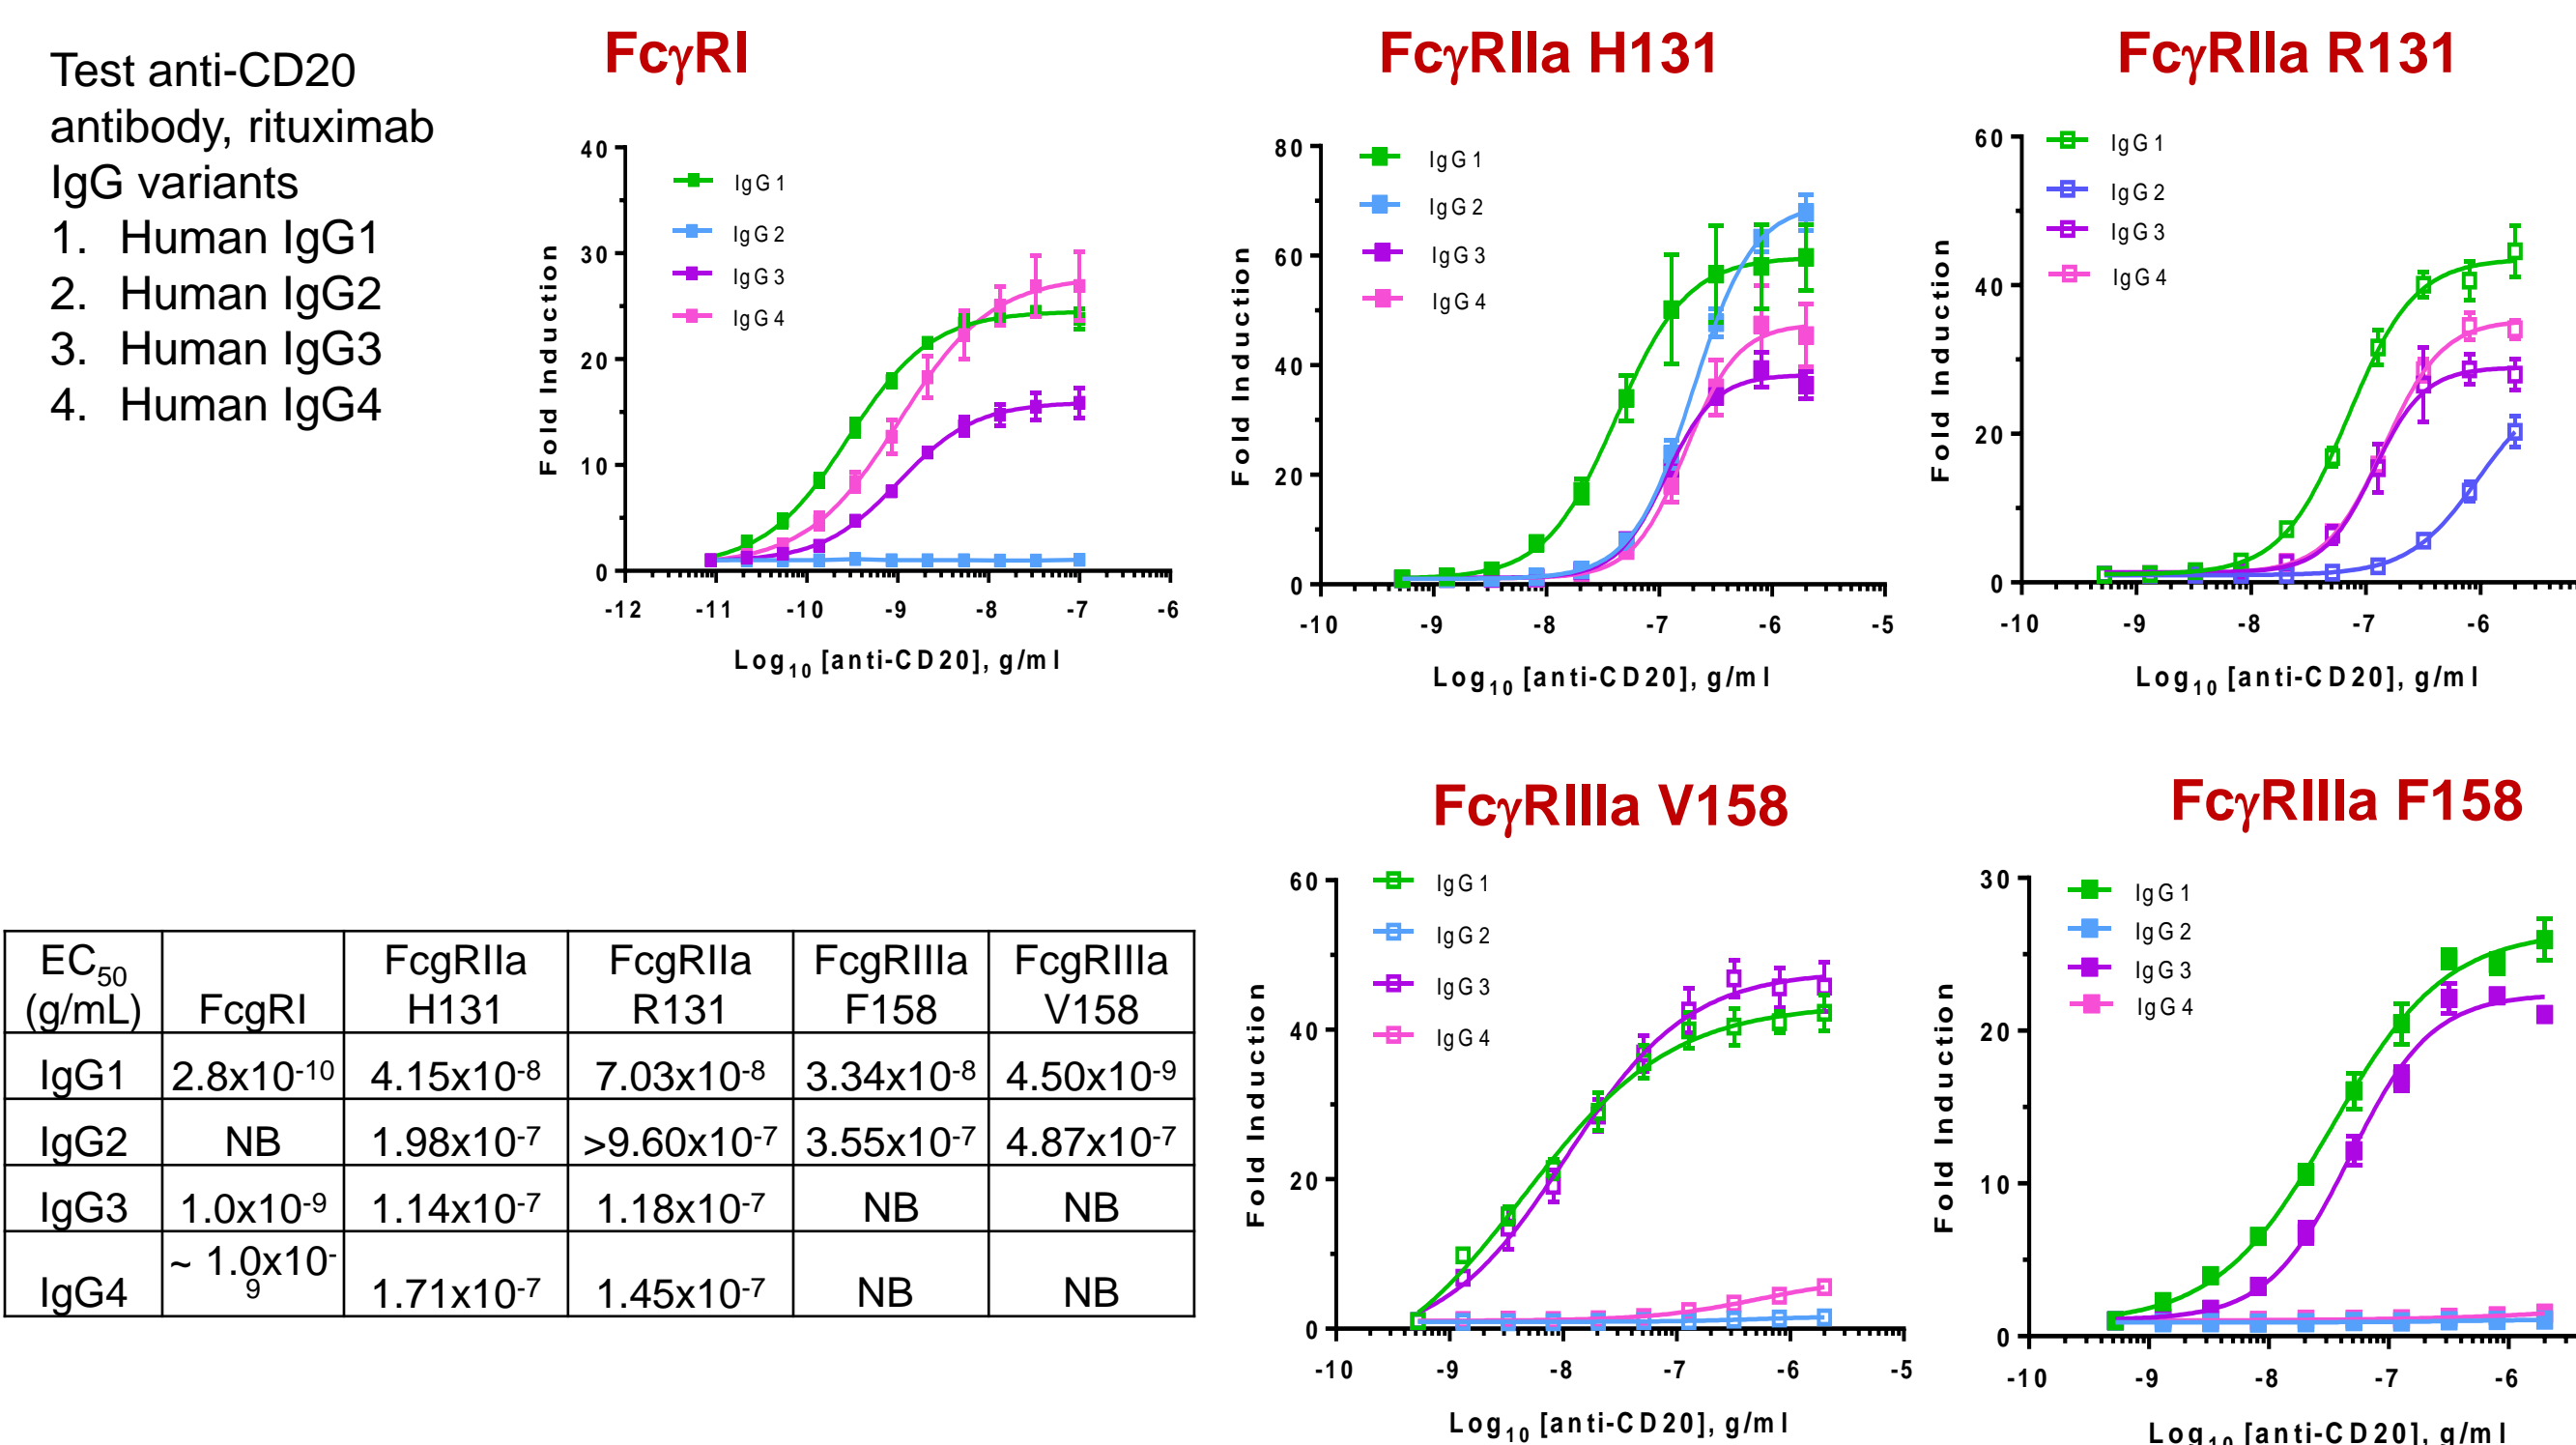 Test anti-CD20
antibody, rituximab
IgG variants
1. Human IgG1
2. Human IgG2
3. Human IgG3
4. Human IgG4
FcγRI
40
30
20
10
0
Fold Induction
IgG1
IgG2
IgG3
IgG4
-12 -11 -10 -9 -8 -7 -6
Log10 [anti-CD20], g/ml
FcγRIIa H131
80
60
40
20
0
Fold Induction
IgG1
IgG2
IgG3
IgG4
-10 -9 -8 -7 -6 -5
Log10 [anti-CD20], g/ml
FcγRIIa R131
60
40
20
0
Fold Induction
IgG1
IgG2
IgG3
IgG4
-10 -9 -8 -7 -6
Log10 [anti-CD20], g/ml
EC50 (g/mL) FcgRI FcgRIIa H131 FcgRIIa R131 FcgRIIIa F158 FcgRIIIa V158
IgG1 2.8x10-10 4.15x10-8 7.03x10-8 3.34x10-8 4.50x10-9
IgG2 NB 1.98x10-7 >9.60x10-7 3.55x10-7 4.87x10-7
IgG3 1.0x10-9 1.14x10-7 1.18x10-7 NB NB
IgG4 ~ 1.0x10-9 1.71x10-7 1.45x10-7 NB NB
FcγRIIIa V158
60
40
20
0
Fold Induction
IgG1
IgG2
IgG3
IgG4
-10 -9 -8 -7 -6 -5
Log10 [anti-CD20], g/ml
FcγRIIIa F158
30
20
10
0
Fold Induction
IgG1
IgG2
IgG3
IgG4
-10 -9 -8 -7 -6
Log10 [anti-CD20], g/ml